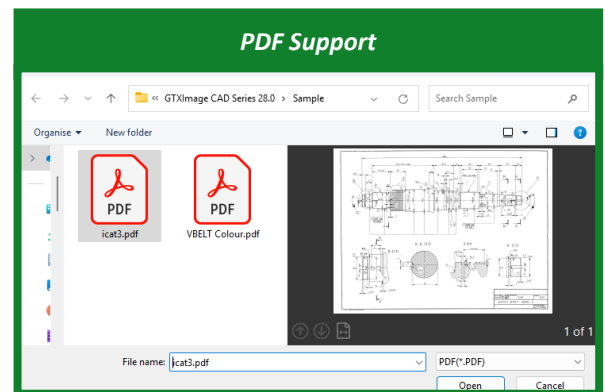 PDF Support
« GTXImage CAD Series 28.0 › Sample
Search Sample
Organise
New folder
PDF
PDF
icat3.pdf
VBELT Colour.pdf
1 of 1
File name:
icat3.pdf
PDF(*.PDF)
Open
Cancel